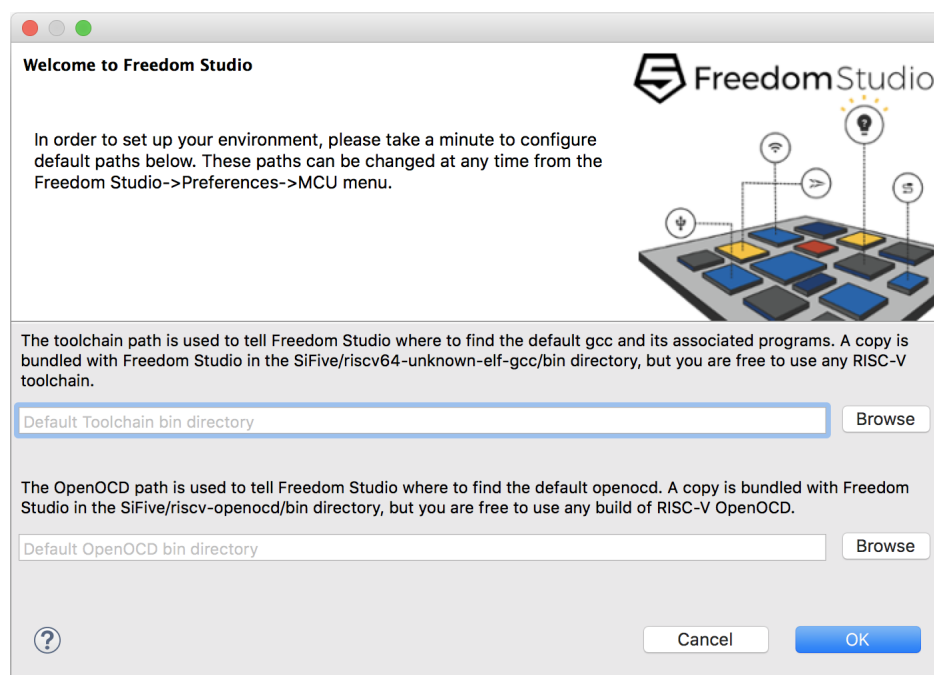 Welcome to Freedom Studio
FreedomStudio
In order to set up your environment, please take a minute to configure
default paths below. These paths can be changed at any time from the
Freedom Studio->Preferences->MCU menu.
The toolchain path is used to tell Freedom Studio where to find the default gcc and its associated programs. A copy is
bundled with Freedom Studio in the SiFive/riscv64-unknown-elf-gcc/bin directory, but you are free to use any RISC-V
toolchain.
Default Toolchain bin directory
Browse
The OpenOCD path is used to tell Freedom Studio where to find the default openocd. A copy is bundled with Freedom
Studio in the SiFive/riscv-openocd/bin directory, but you are free to use any build of RISC-V OpenOCD.
Default OpenOCD bin directory
Browse
?
Cancel
OK